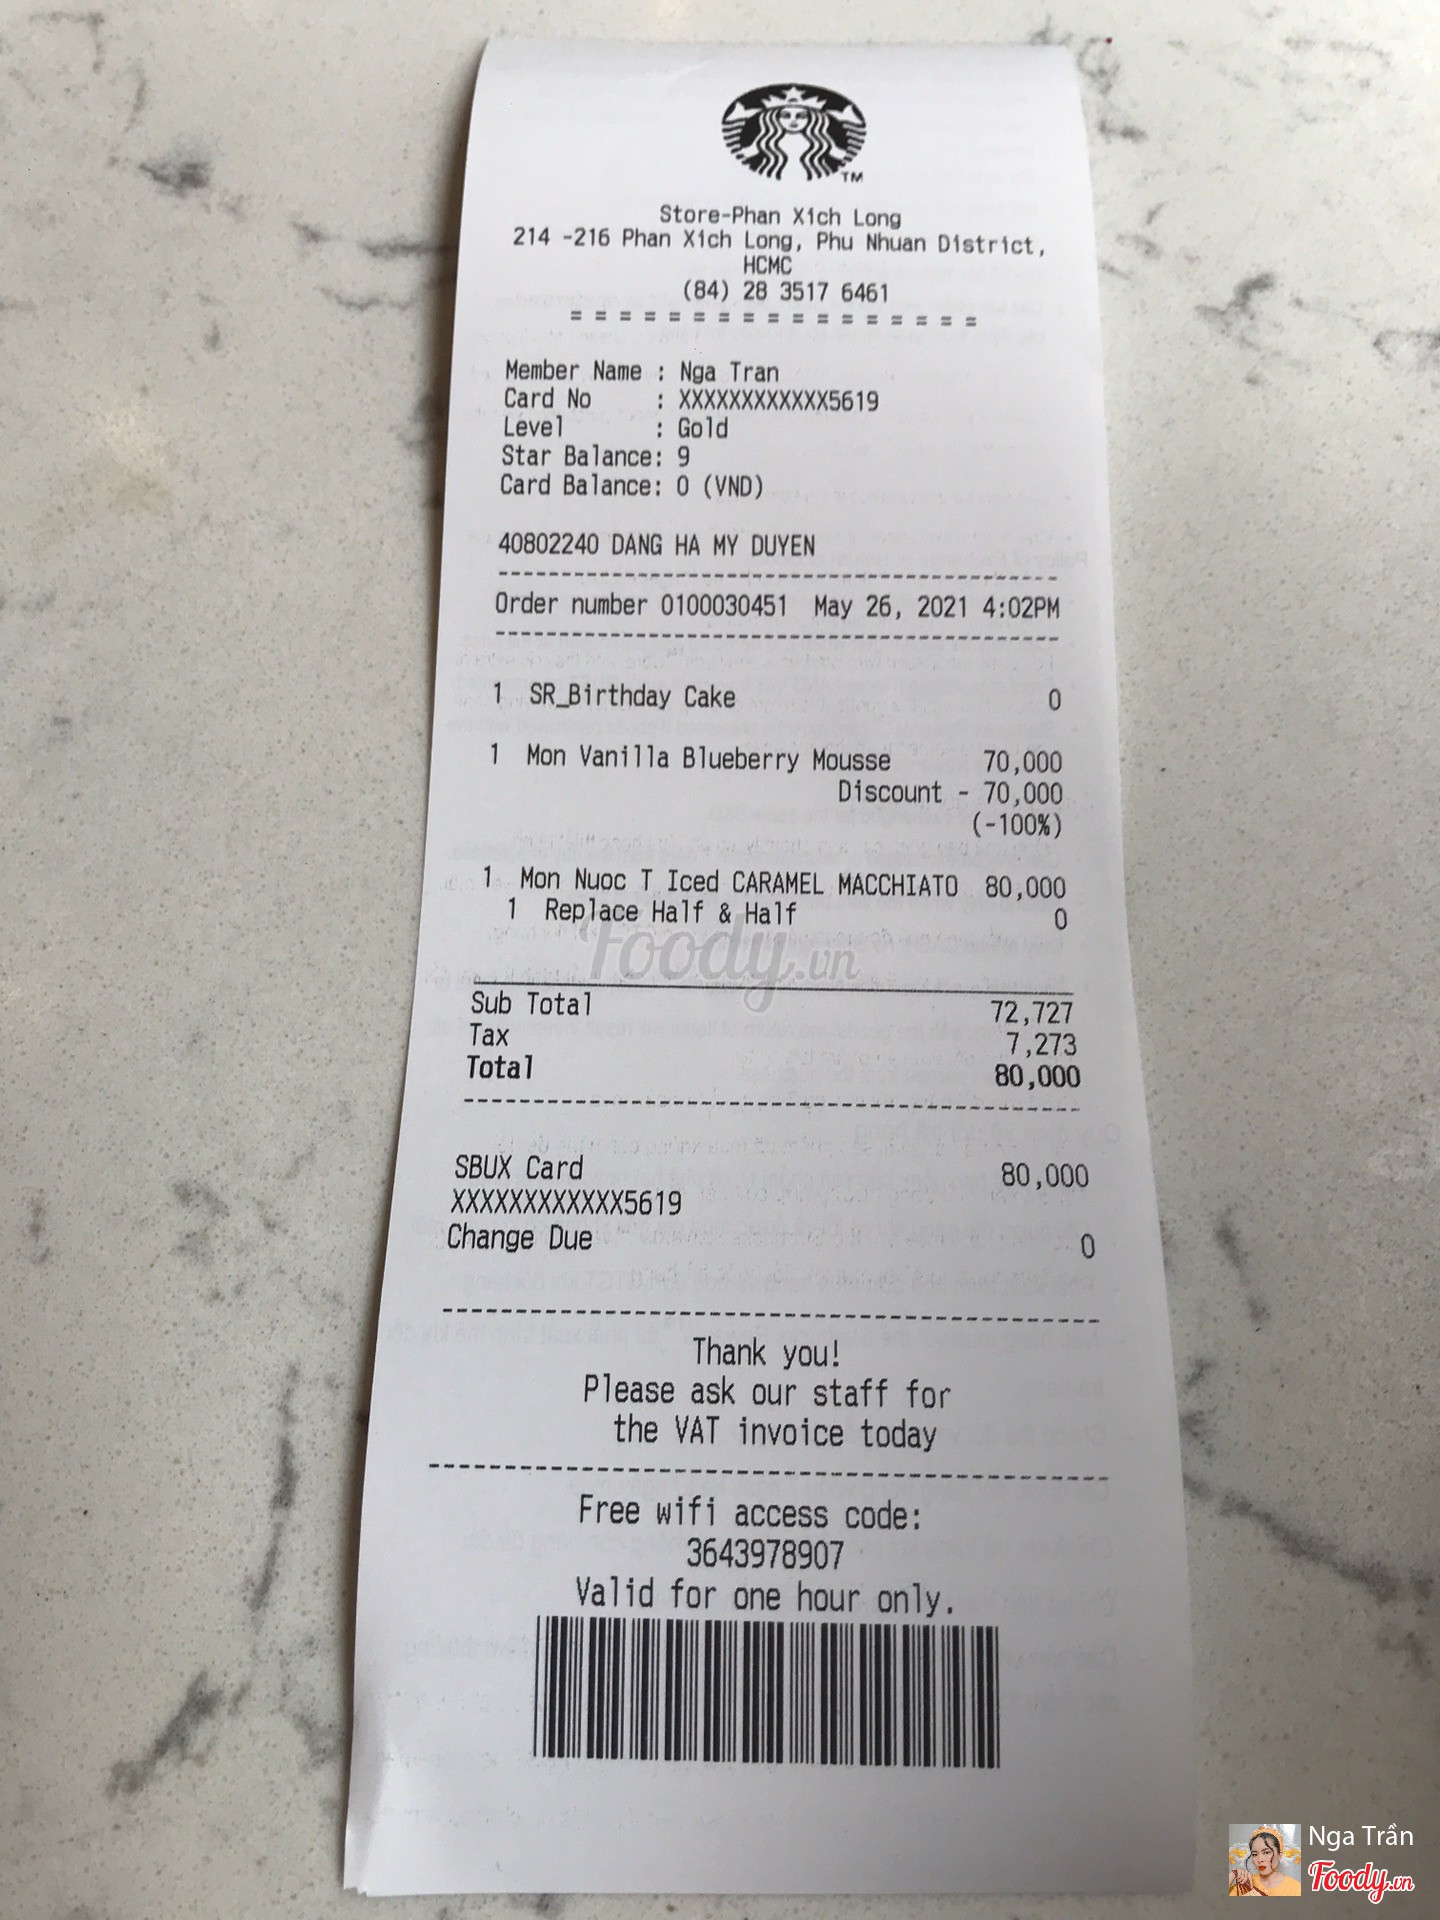 TM
Store-Phan Xich Long
214 -216 Phan Xich Long, Phu Nhuan District,
HCMC
(84) 28 3517 6461
= = = = = = = = = = = = = = = = =
Member Name : Nga Tran
Card No : XXXXXXXXXXXX5619
Level : Gold
Star Balance: 9
Card Balance: 0 (VND)
40802240 DANG HA MY DUYEN
Order number 0100030451 May 26, 2021 4:02PM
1 SR_Birthday Cake 0
1 Mon Vanilla Blueberry Mousse 70,000
Discount - 70,000
(-100%)
1 Mon Nuoc T Iced CARAMEL MACCHIATO 80,000
1 Replace Half & Half 0
Foody.vn
Sub Total 72,727
Tax 7,273
Total 80,000
SBUX Card 80,000
XXXXXXXXXXXX5619
Change Due 0
Thank you!
Please ask our staff for
the VAT invoice today
Free wifi access code:
3643978907
Valid for one hour only.
Nga Trần
Foody.vn